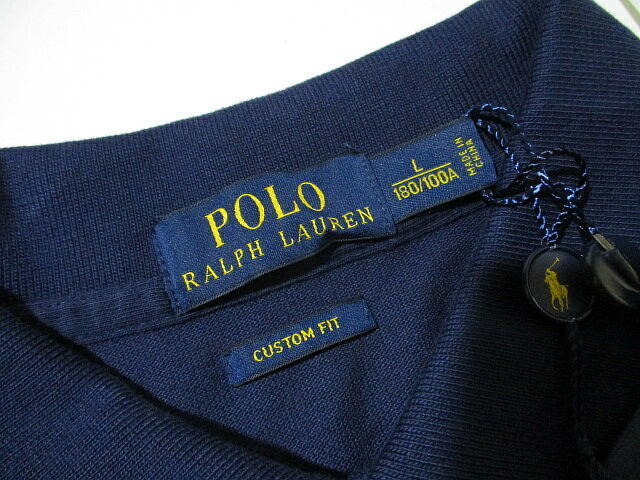 POLO
RALPH LAUREN
L
180/100A
MADE IN
CHINA
CUSTOM FIT